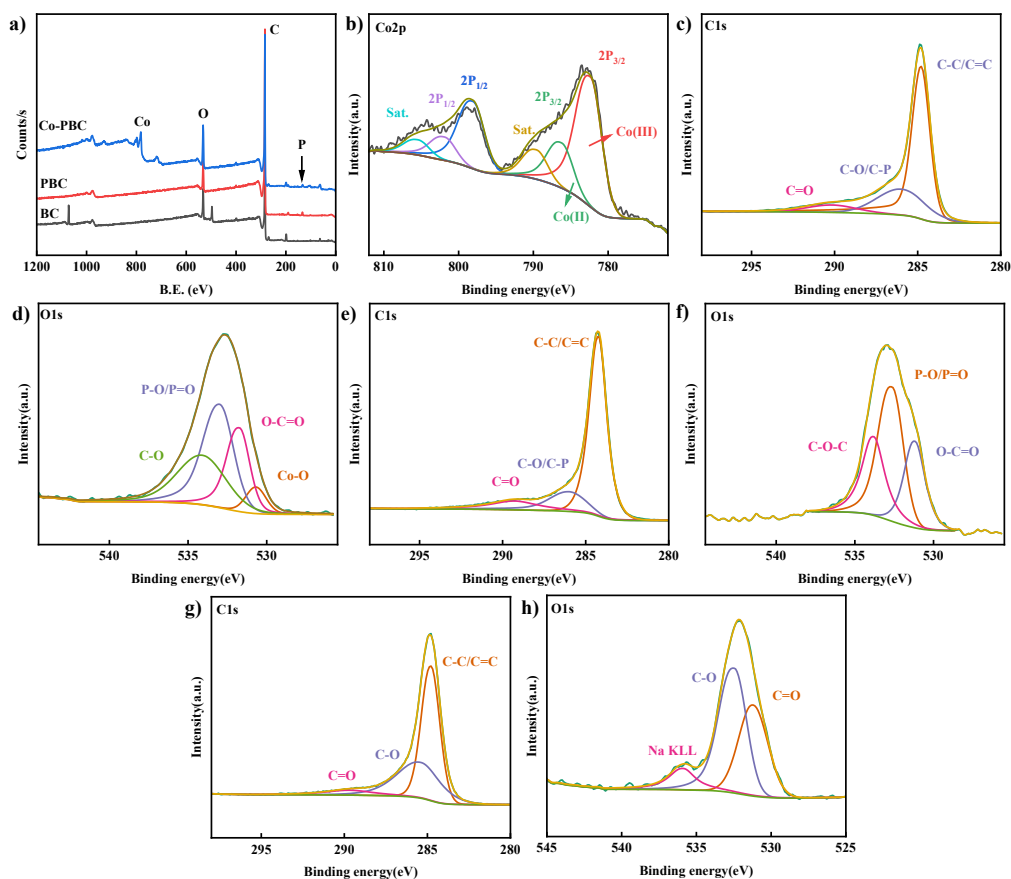 a)
C
O
Co
Co-PBC
P
PBC
BC
Counts/s
1200 1000 800 600 400 200 0
B.E. (eV)
b)
Co2p
2P3/2
2P1/2
2P1/2
2P3/2
Sat.
Sat.
Co(III)
Co(II)
Intensity(a.u.)
810 800 790 780
Binding energy(eV)
c)
C1s
C-C/C=C
C-O/C-P
C=O
Intensity(a.u.)
295 290 285 280
Binding energy(eV)
d)
O1s
P-O/P=O
O-C=O
C-O
Co-O
Intensity(a.u.)
540 530
Binding energy(eV)
e)
C1s
C-C/C=C
C-O/C-P
C=O
Intensity(a.u.)
295 290 285 280
Binding energy(eV)
f)
O1s
P-O/P=O
C-O-C
O-C=O
Intensity(a.u.)
540 530
Binding energy(eV)
g)
C1s
C-C/C=C
C-O
C=O
Intensity(a.u.)
295 290 285 280
Binding energy(eV)
h)
O1s
C-O
C=O
Na KLL
Intensity(a.u.)
545 540 535 530 525
Binding energy(eV)